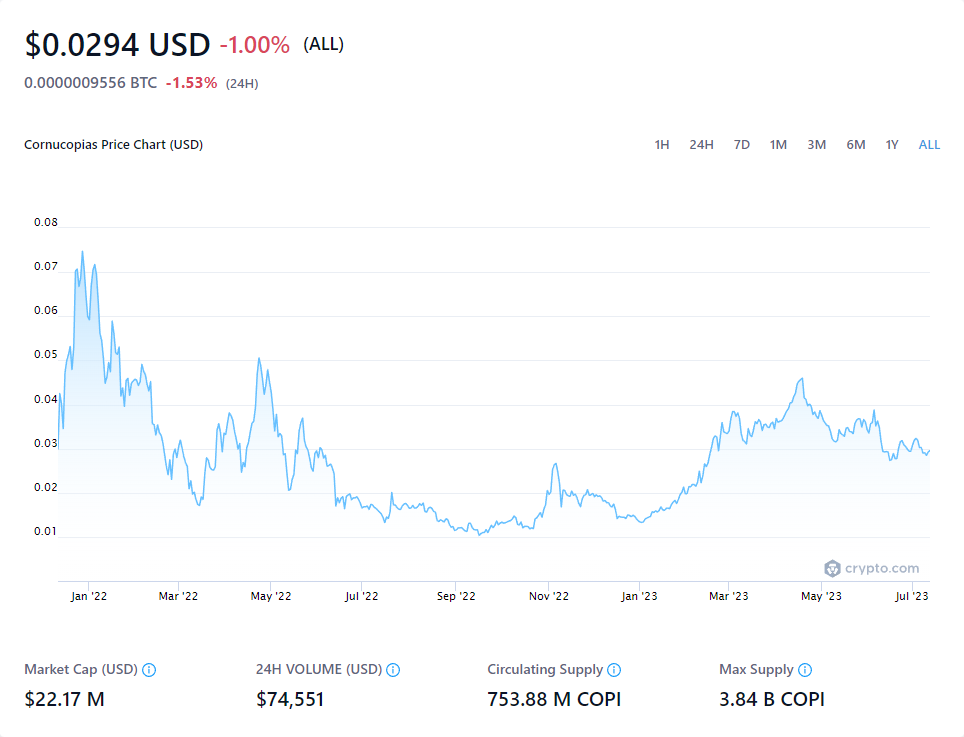 $0.0294 USD -1.00% (ALL)
0.0000009556 BTC -1.53% (24H)
Cornucopias Price Chart (USD) 1H 24H 7D 1M 3M 6M 1Y ALL
0.08
0.07
0.06
0.05
0.04
0.03
0.02
0.01
crypto.com
Jan '22 Mar '22 May '22 Jul '22 Sep '22 Nov '22 Jan '23 Mar '23 May '23 Jul '23
Market Cap (USD) 24H VOLUME (USD) Circulating Supply Max Supply
$22.17 M $74,551 753.88 M COPI 3.84 B COPI